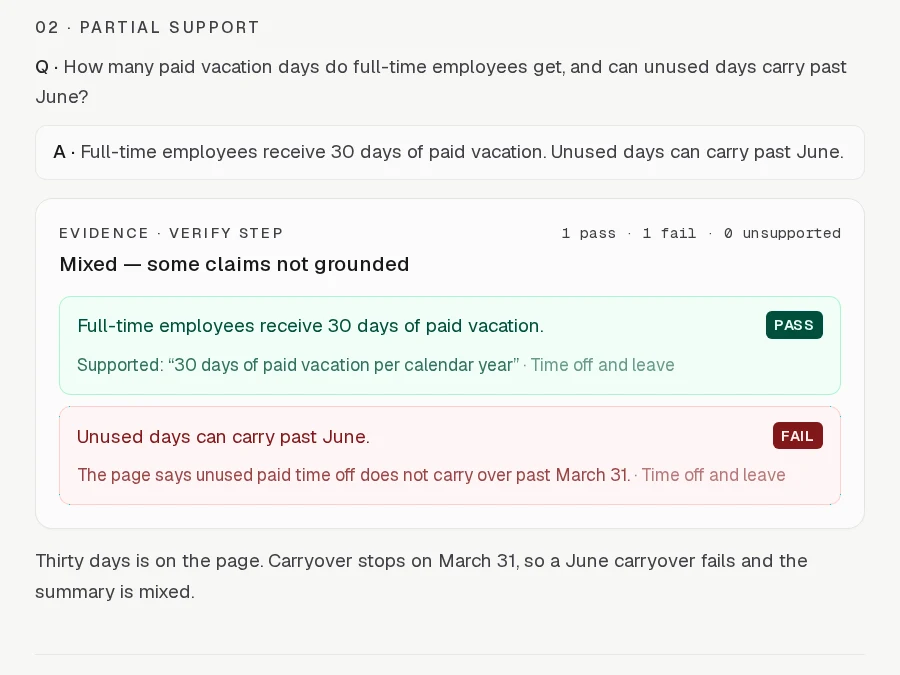 02 · PARTIAL SUPPORT
Q · How many paid vacation days do full-time employees get, and can unused days carry past
June?
A · Full-time employees receive 30 days of paid vacation. Unused days can carry past June.
EVIDENCE · VERIFY STEP
1 pass · 1 fail · 0 unsupported
Mixed — some claims not grounded
Full-time employees receive 30 days of paid vacation.
PASS
Supported: “30 days of paid vacation per calendar year” · Time off and leave
Unused days can carry past June.
FAIL
The page says unused paid time off does not carry over past March 31. · Time off and leave
Thirty days is on the page. Carryover stops on March 31, so a June carryover fails and the
summary is mixed.